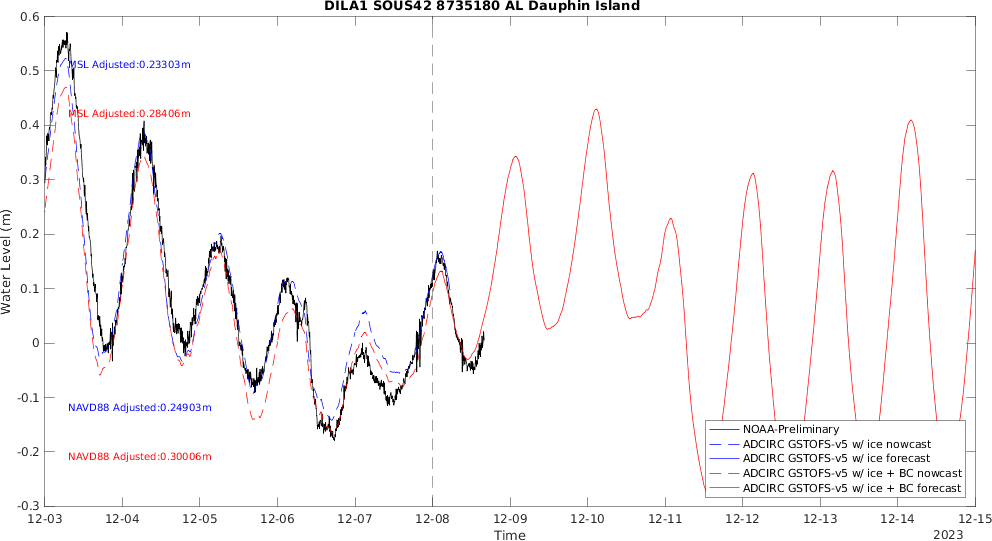 DILA1 SOUS42 8735180 AL Dauphin Island
Water Level (m)
0.6
0.5
0.4
0.3
0.2
0.1
0
-0.1
-0.2
-0.3
MSL Adjusted:0.23303m
MSL Adjusted:0.28406m
NAVD88 Adjusted:0.24903m
NAVD88 Adjusted:0.30006m
NOAA-Preliminary
ADCIRC GSTOFS-v5 w/ ice nowcast
ADCIRC GSTOFS-v5 w/ ice forecast
ADCIRC GSTOFS-v5 w/ ice + BC nowcast
ADCIRC GSTOFS-v5 w/ ice + BC forecast
12-03 12-04 12-05 12-06 12-07 12-08 12-09 12-10 12-11 12-12 12-13 12-14 12-15
Time
2023